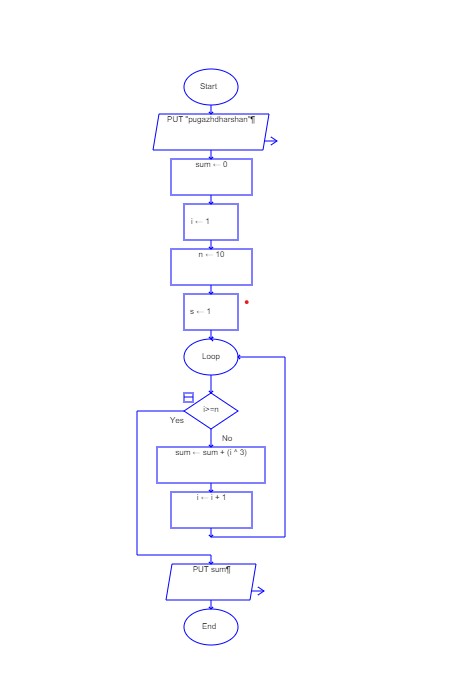 Start
PUT "pugazhdharshan"¶
sum ← 0
i ← 1
n ← 10
s ← 1
Loop
i>=n
Yes
No
sum ← sum + (i ^ 3)
i ← i + 1
PUT sum¶
End